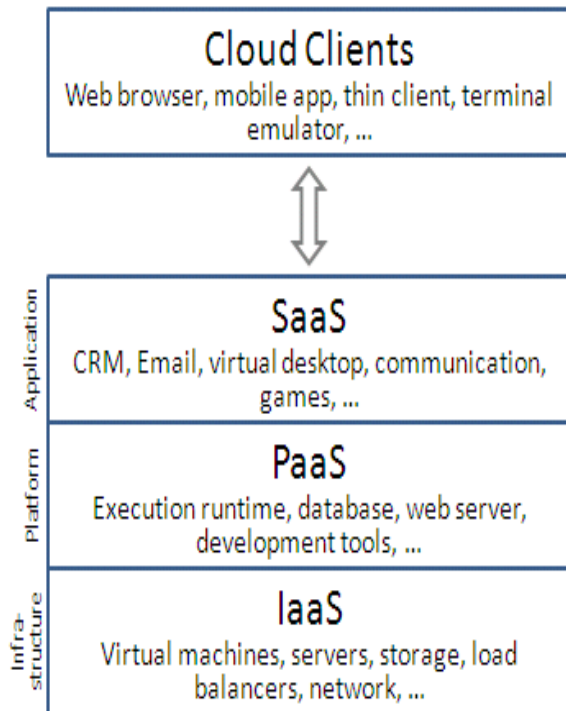 Cloud Clients
Web browser, mobile app, thin client, terminal
emulator, ...
Application
SaaS
CRM, Email, virtual desktop, communication,
games, ...
Platform
PaaS
Execution runtime, database, web server,
development tools, ...
Infra-
structure
IaaS
Virtual machines, servers, storage, load
balancers, network, ...